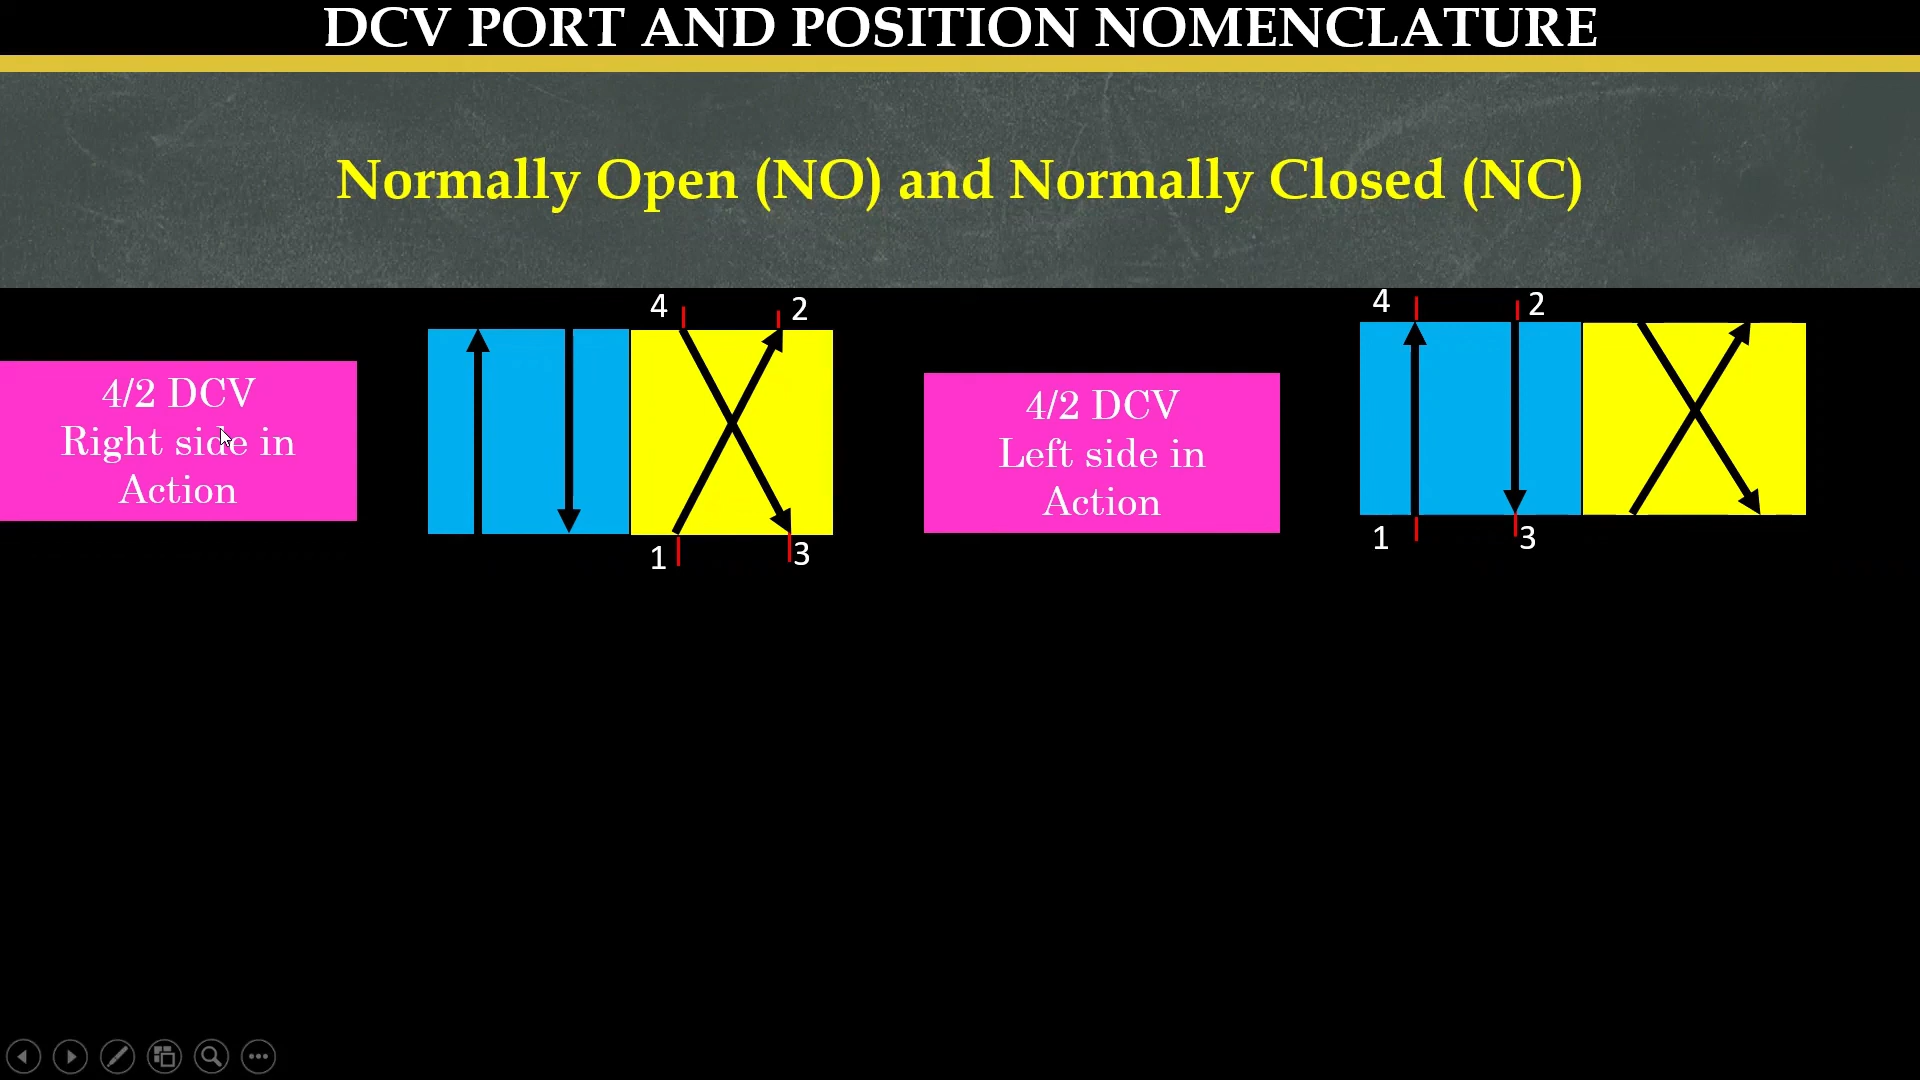 DCV PORT AND POSITION NOMENCLATURE
Normally Open (NO) and Normally Closed (NC)
4/2 DCV
Right side in
Action
4 2
1 3
4/2 DCV
Left side in
Action
4 2
1 3